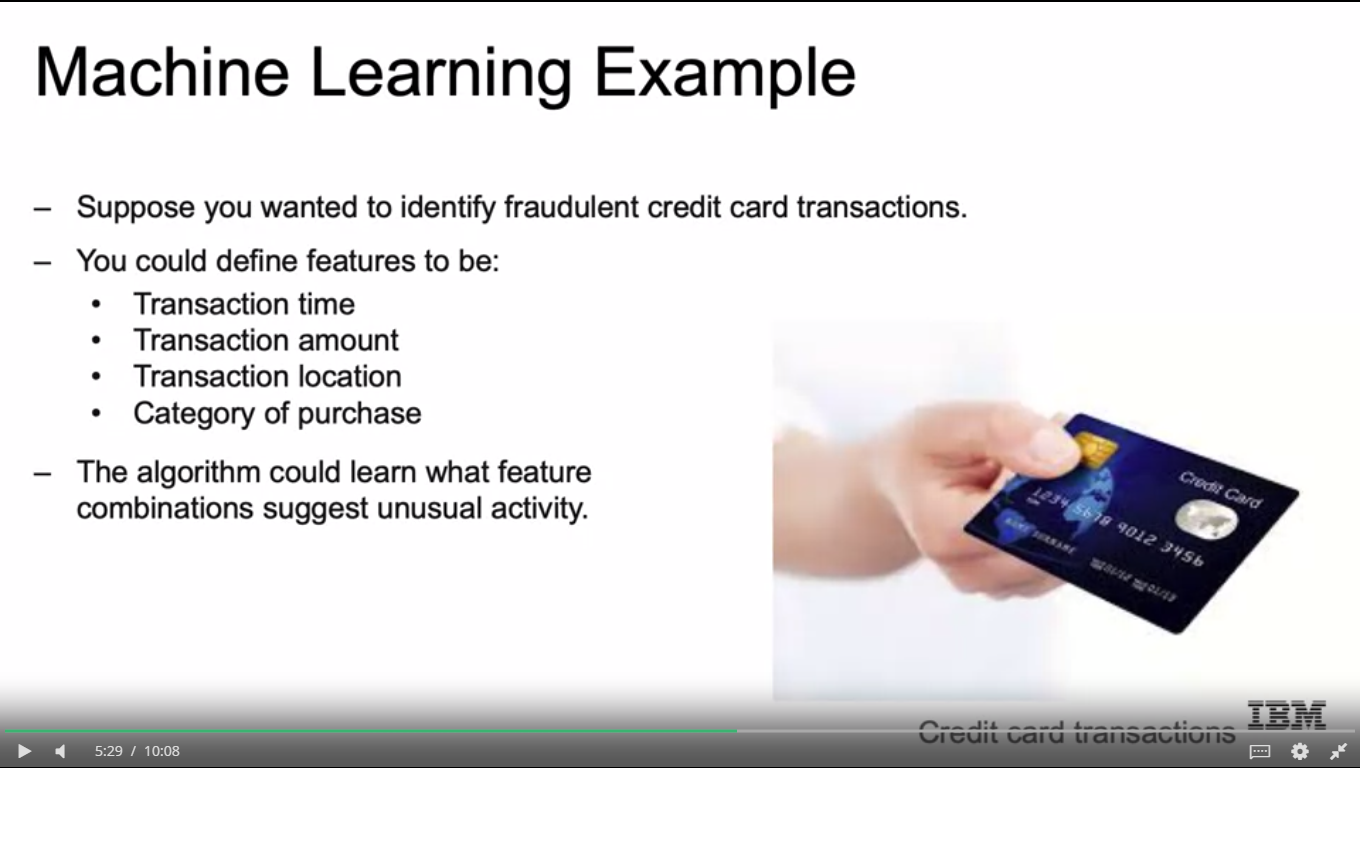 Machine Learning Example
– Suppose you wanted to identify fraudulent credit card transactions.
– You could define features to be:
• Transaction time
• Transaction amount
• Transaction location
• Category of purchase
– The algorithm could learn what feature
combinations suggest unusual activity.
Credit Card
1234 5678 9012 3456
NAME SURNAME
IBM
Credit card transactions
5:29 / 10:08